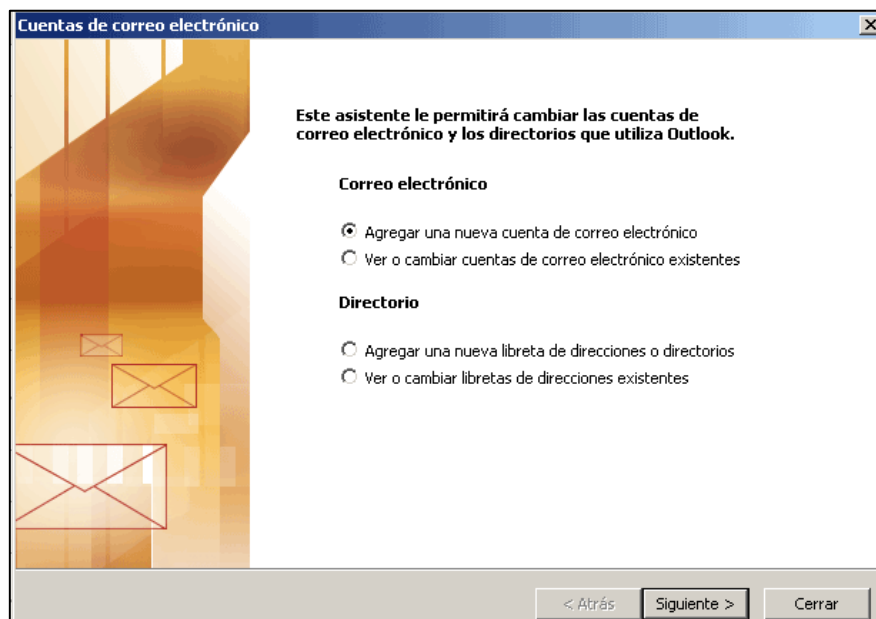 Cuentas de correo electrónico
Este asistente le permitirá cambiar las cuentas de
correo electrónico y los directorios que utiliza Outlook.
Correo electrónico
Agregar una nueva cuenta de correo electrónico
Ver o cambiar cuentas de correo electrónico existentes
Directorio
Agregar una nueva libreta de direcciones o directorios
Ver o cambiar libretas de direcciones existentes
< Atrás Siguiente > Cerrar